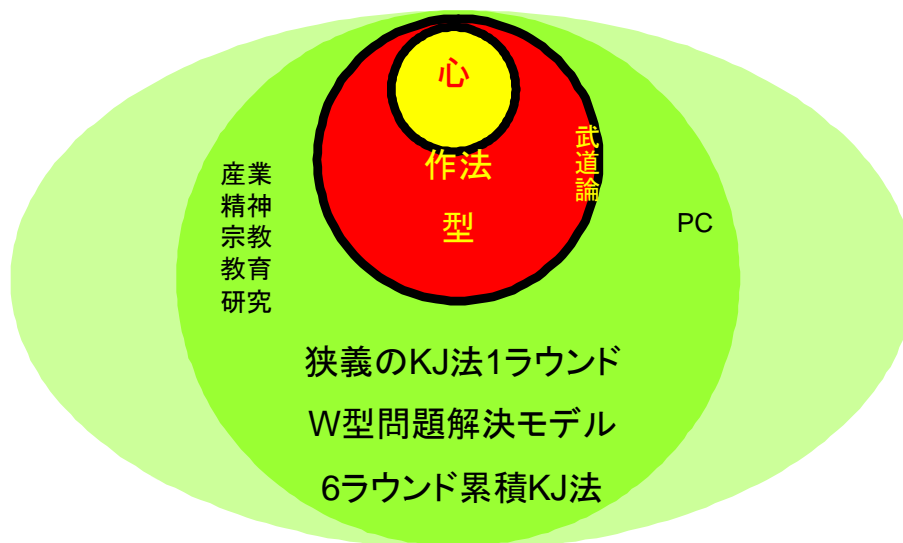 心
作法
型
武道論
産業
精神
宗教
教育
研究
PC
狭義のKJ法1ラウンド
W型問題解決モデル
6ラウンド累積KJ法